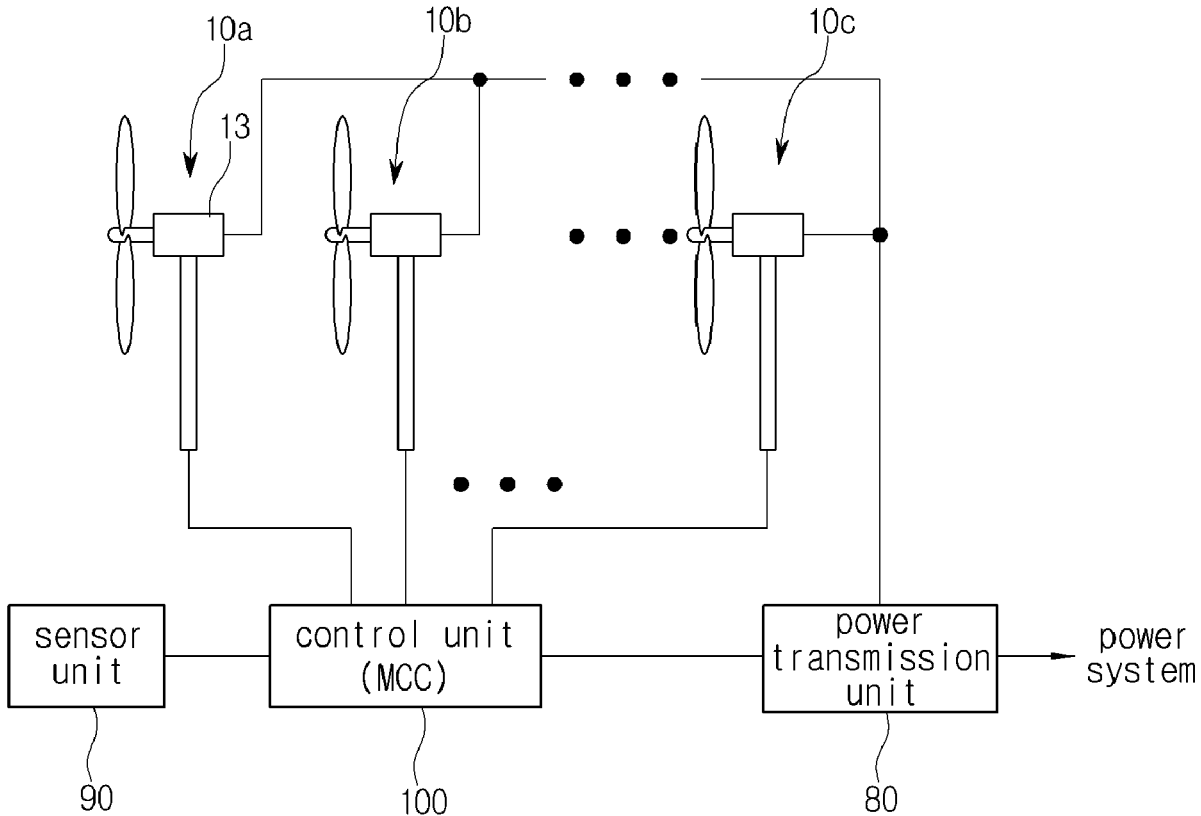 10a
10b
10c
13
sensor
unit
control unit
(MCC)
power
transmission
unit
power
system
90
100
80